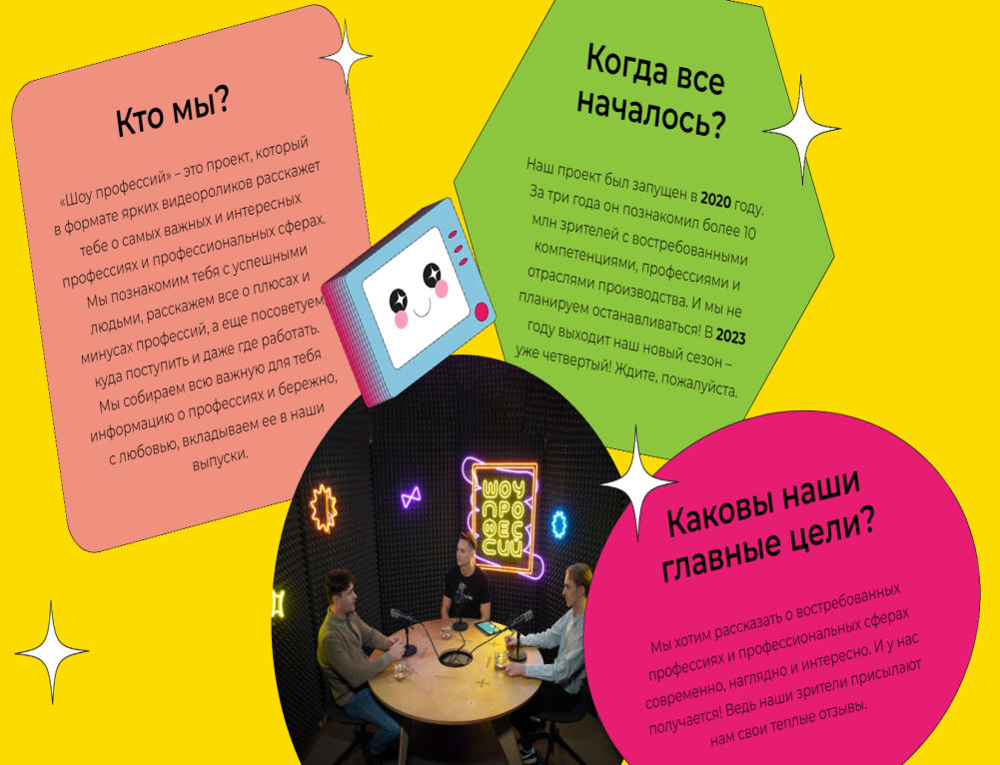 Кто мы?
«Шоу профессий» – это проект, который
в формате ярких видеороликов расскажет
тебе о самых важных и интересных
профессиях и профессиональных сферах.
Мы познакомим тебя с успешными
людьми, расскажем все о плюсах и
минусах профессий, а еще посоветуем,
куда поступить и даже где работать.
Мы собираем всю важную для тебя
информацию о профессиях и бережно,
с любовью, вкладываем ее в наши
выпуски.
Когда все
началось?
Наш проект был запущен в 2020 году.
За три года он познакомил более 10
млн зрителей с востребованными
компетенциями, профессиями и
отраслями производства. И мы не
планируем останавливаться! В 2023
году выходит наш новый сезон –
уже четвертый! Ждите, пожалуйста.
ШОУ
ПРО
ФЕС
СИЙ
Каковы наши
главные цели?
Мы хотим рассказать о востребованных
профессиях и профессиональных сферах
современно, наглядно и интересно. И у нас
получается! Ведь наши зрители присылают
нам свои теплые отзывы.